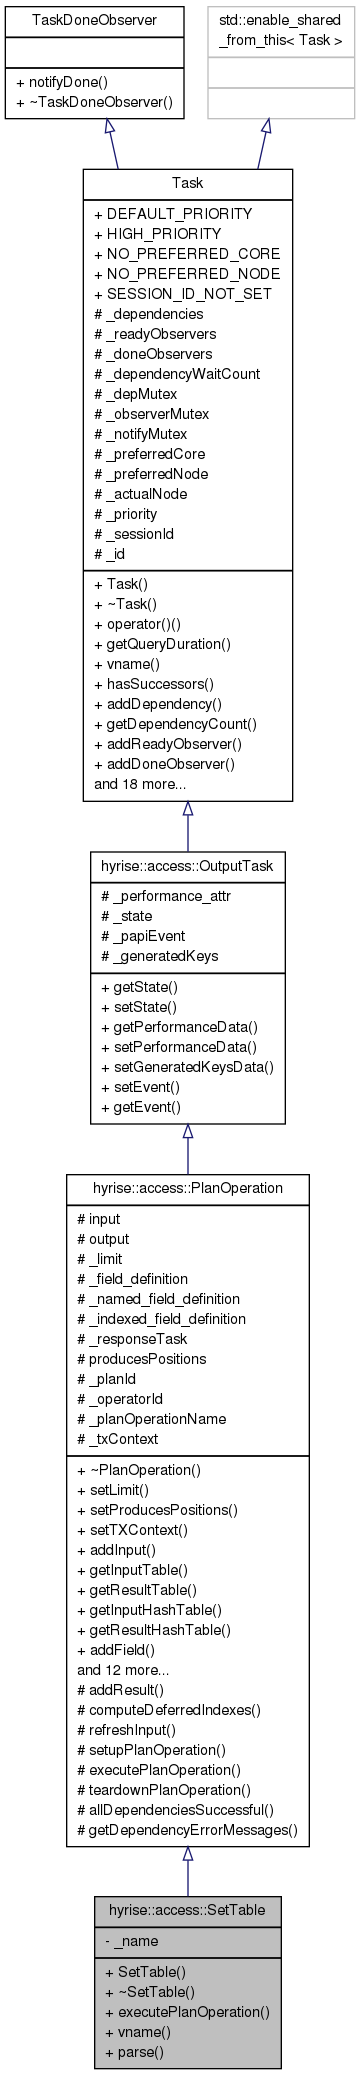 TaskDoneObserver
+ notifyDone()
+ ~TaskDoneObserver()
std::enable_shared
_from_this< Task >
Task
+ DEFAULT_PRIORITY
+ HIGH_PRIORITY
+ NO_PREFERRED_CORE
+ NO_PREFERRED_NODE
+ SESSION_ID_NOT_SET
# _dependencies
# _readyObservers
# _doneObservers
# _dependencyWaitCount
# _depMutex
# _observerMutex
# _notifyMutex
# _preferredCore
# _preferredNode
# _actualNode
# _priority
# _sessionId
# _id
+ Task()
+ ~Task()
+ operator()()
+ getQueryDuration()
+ vname()
+ hasSuccessors()
+ addDependency()
+ getDependencyCount()
+ addReadyObserver()
+ addDoneObserver()
and 18 more...
hyrise::access::OutputTask
# _performance_attr
# _state
# _papiEvent
# _generatedKeys
+ getState()
+ setState()
+ getPerformanceData()
+ setPerformanceData()
+ setGeneratedKeysData()
+ setEvent()
+ getEvent()
hyrise::access::PlanOperation
# input
# output
# _limit
# _field_definition
# _named_field_definition
# _indexed_field_definition
# _responseTask
# producesPositions
# _planId
# _operatorId
# _planOperationName
# _txContext
+ ~PlanOperation()
+ setLimit()
+ setProducesPositions()
+ setTXContext()
+ addInput()
+ getInputTable()
+ getResultTable()
+ getInputHashTable()
+ getResultHashTable()
+ addField()
and 12 more...
# addResult()
# computeDeferredIndexes()
# refreshInput()
# setupPlanOperation()
# executePlanOperation()
# teardownPlanOperation()
# allDependenciesSuccessful()
# getDependencyErrorMessages()
hyrise::access::SetTable
- _name
+ SetTable()
+ ~SetTable()
+ executePlanOperation()
+ vname()
+ parse()